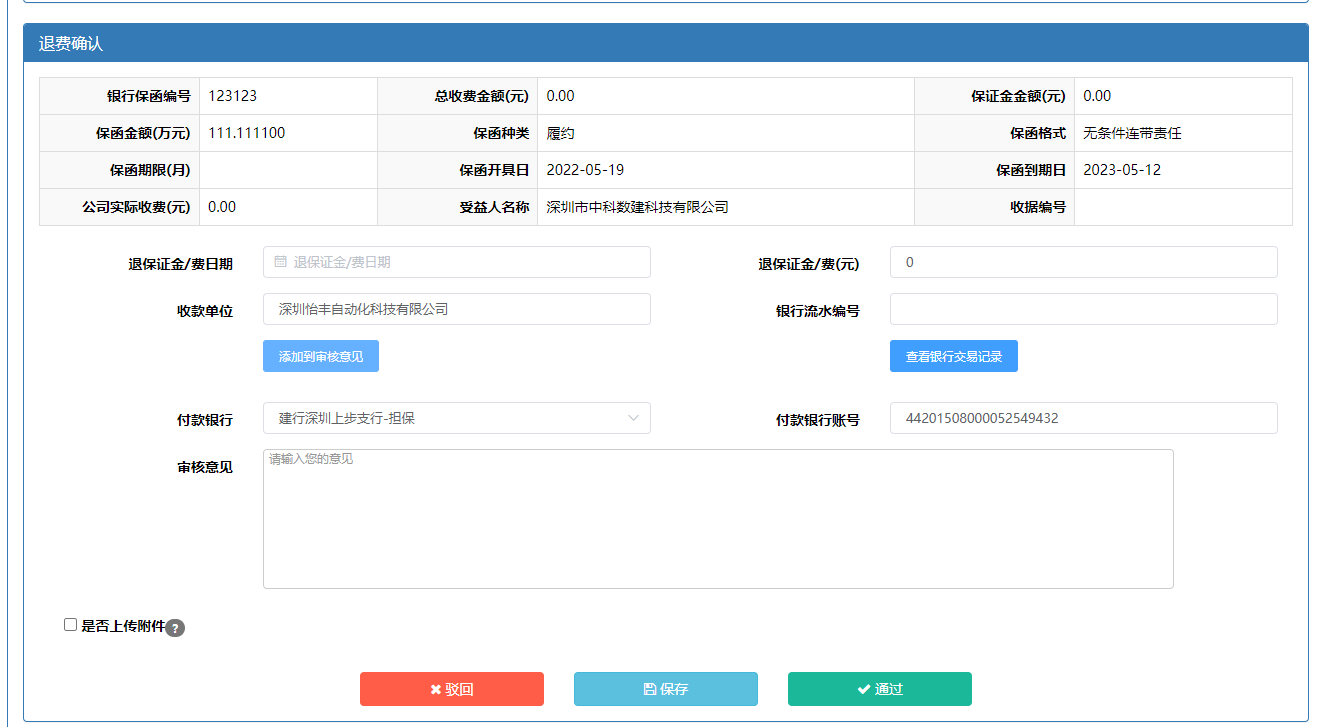 退费确认
银行保函编号 123123 总收费金额(元) 0.00 保证金金额(元) 0.00
保函金额(万元) 111.111100 保函种类 履约 保函格式 无条件连带责任
保函期限(月) 保函开具日 2022-05-19 保函到期日 2023-05-12
公司实际收费(元) 0.00 受益人名称 深圳市中科数建科技有限公司 收据编号
退保证金/费日期 退保证金/费日期 退保证金/费(元) 0
收款单位 深圳怡丰自动化科技有限公司 银行流水编号
添加到审核意见 查看银行交易记录
付款银行 建行深圳上步支行-担保 付款银行账号 44201508000052549432
审核意见 请输入您的意见
是否上传附件 ?
驳回 保存 通过